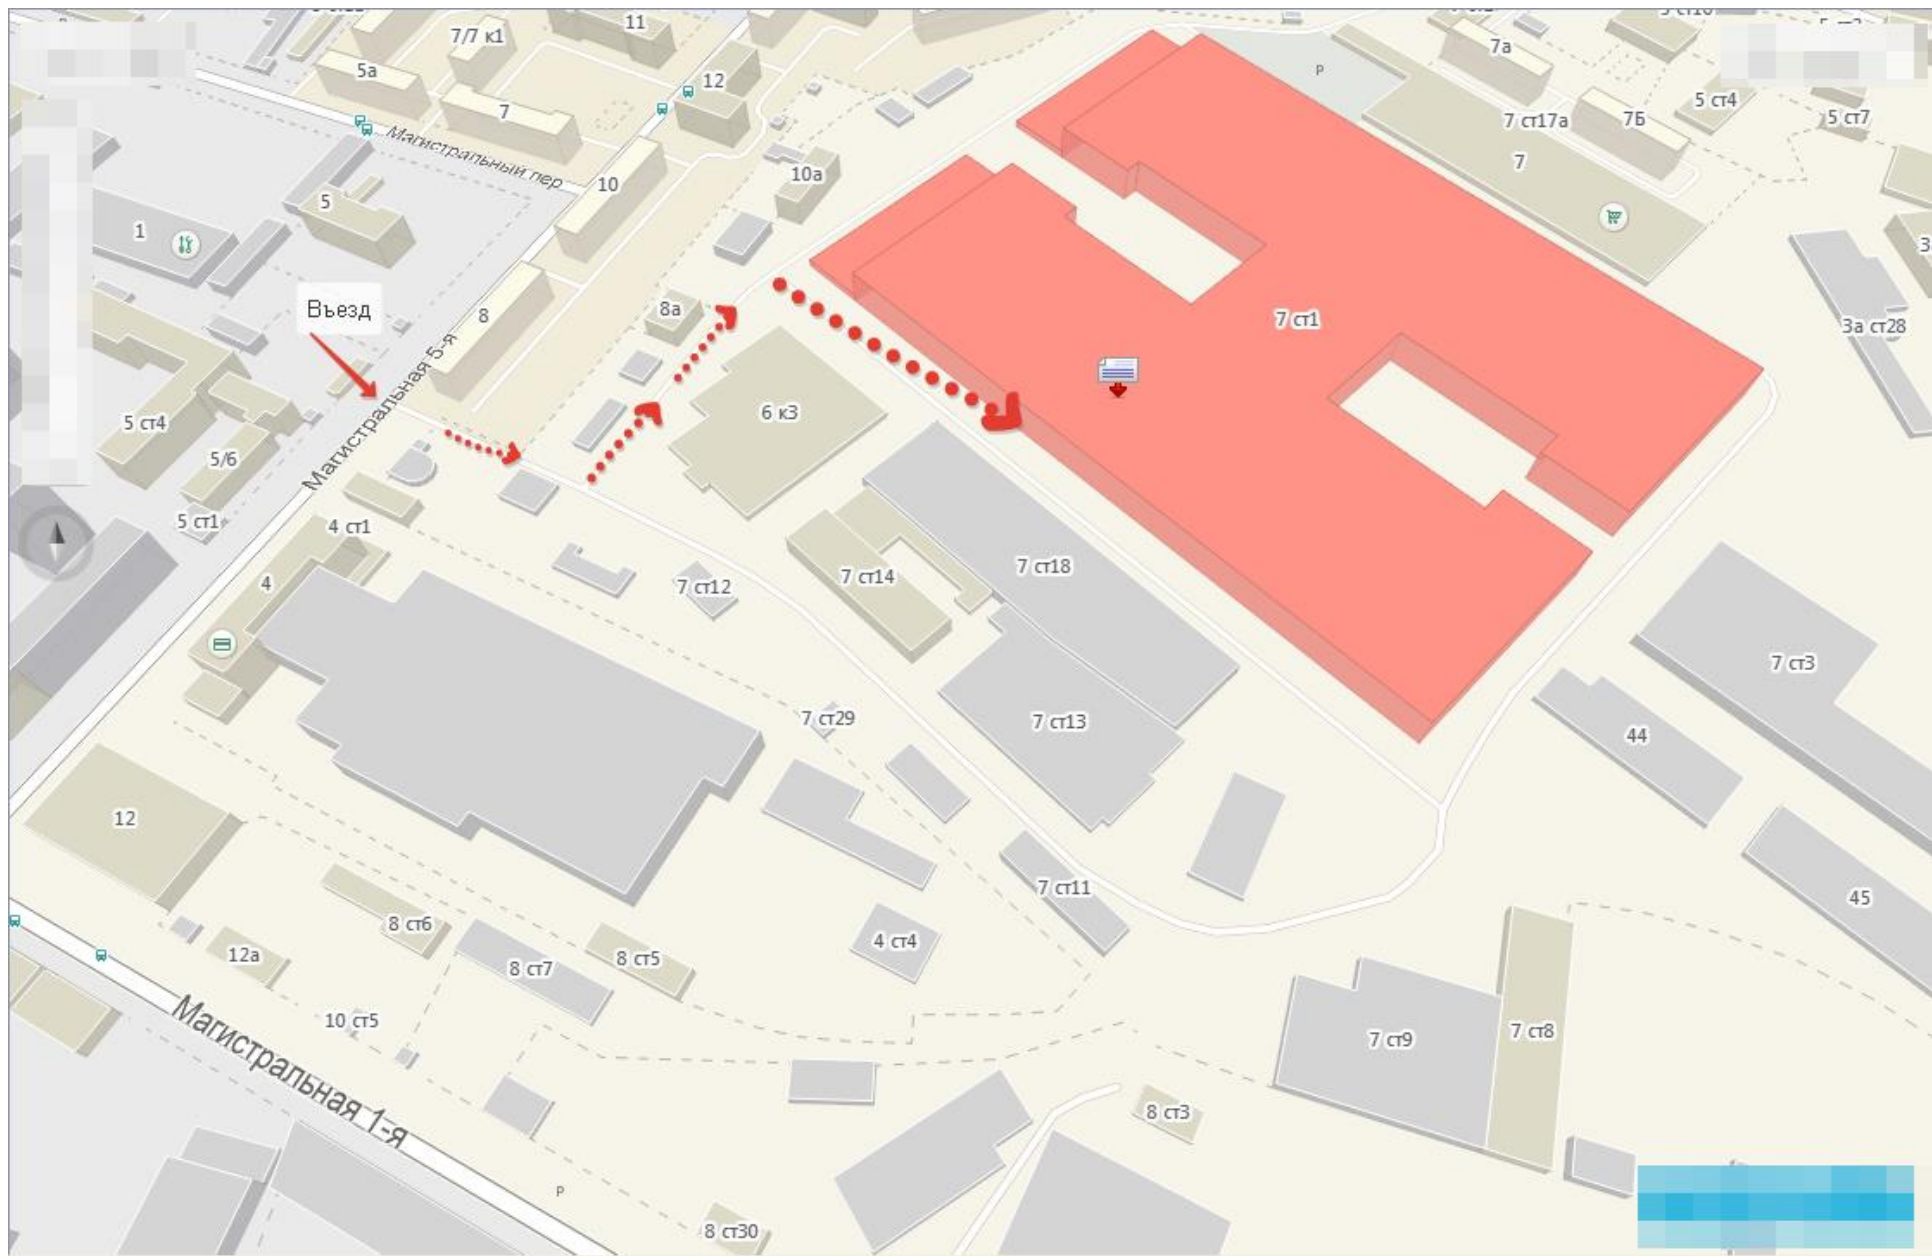 11
7/7 к1
7а
5а
12
5 ст4
7
7 ст17а
7Б
5 ст7
Магистральный пер
7
10а
10
5
1
Въезд
8
8а
7 ст1
3а ст28
Магистральная 5-я
6 к3
5 ст4
5/6
5 ст1
4 ст1
7 ст18
7 ст14
4
7 ст12
7 ст3
7 ст29
7 ст13
44
12
7 ст11
45
8 ст6
4 ст4
12а
8 ст5
8 ст7
Магистральная 1-я
10 ст5
7 ст8
7 ст9
8 ст3
P
P
8 ст30